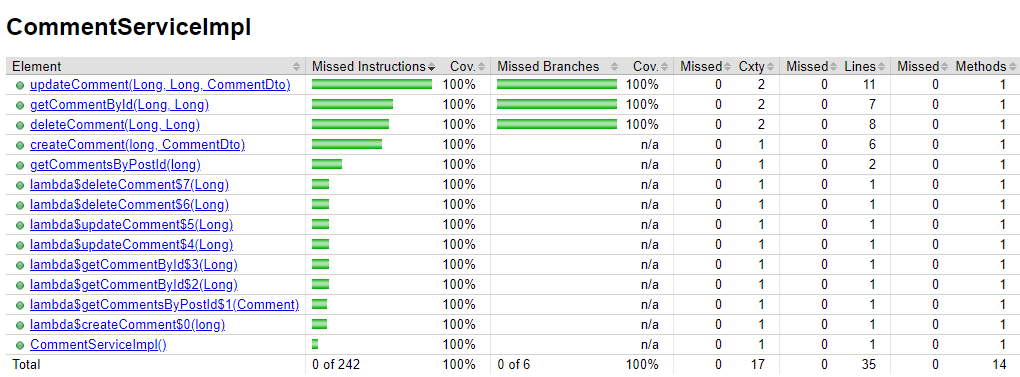 CommentServiceImpl
Element Missed Instructions Cov. Missed Branches Cov. Missed Cxty Missed Lines Missed Methods
updateComment(Long, Long, CommentDto) 100% 100% 0 2 0 11 0 1
getCommentById(Long, Long) 100% 100% 0 2 0 7 0 1
deleteComment(Long, Long) 100% 100% 0 2 0 8 0 1
createComment(long, CommentDto) 100% n/a 0 1 0 6 0 1
getCommentsByPostId(long) 100% n/a 0 1 0 2 0 1
lambda$deleteComment$7(Long) 100% n/a 0 1 0 1 0 1
lambda$deleteComment$6(Long) 100% n/a 0 1 0 1 0 1
lambda$updateComment$5(Long) 100% n/a 0 1 0 1 0 1
lambda$updateComment$4(Long) 100% n/a 0 1 0 1 0 1
lambda$getCommentById$3(Long) 100% n/a 0 1 0 1 0 1
lambda$getCommentById$2(Long) 100% n/a 0 1 0 1 0 1
lambda$getCommentsByPostId$1(Comment) 100% n/a 0 1 0 1 0 1
lambda$createComment$0(long) 100% n/a 0 1 0 1 0 1
CommentServiceImpl() 100% n/a 0 1 0 1 0 1
Total 0 of 242 100% 0 of 6 100% 0 17 0 35 0 14